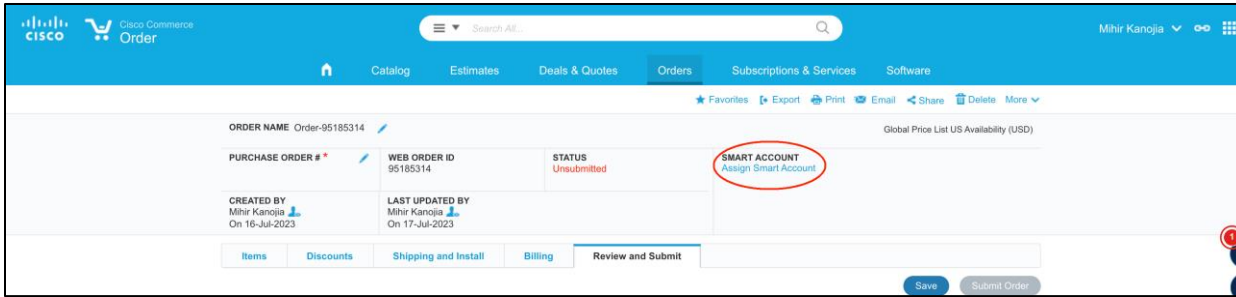 CISCO
Cisco Commerce
Order
Search All...
Mihir Kanojia
Catalog Estimates Deals & Quotes Orders Subscriptions & Services Software
Favorites Export Print Email Share Delete More
ORDER NAME Order-95185314
Global Price List US Availability (USD)
PURCHASE ORDER # *
WEB ORDER ID
95185314
STATUS
Unsubmitted
SMART ACCOUNT
Assign Smart Account
CREATED BY
Mihir Kanojia
On 16-Jul-2023
LAST UPDATED BY
Mihir Kanojia
On 17-Jul-2023
Items Discounts Shipping and Install Billing Review and Submit
1
Save Submit Order